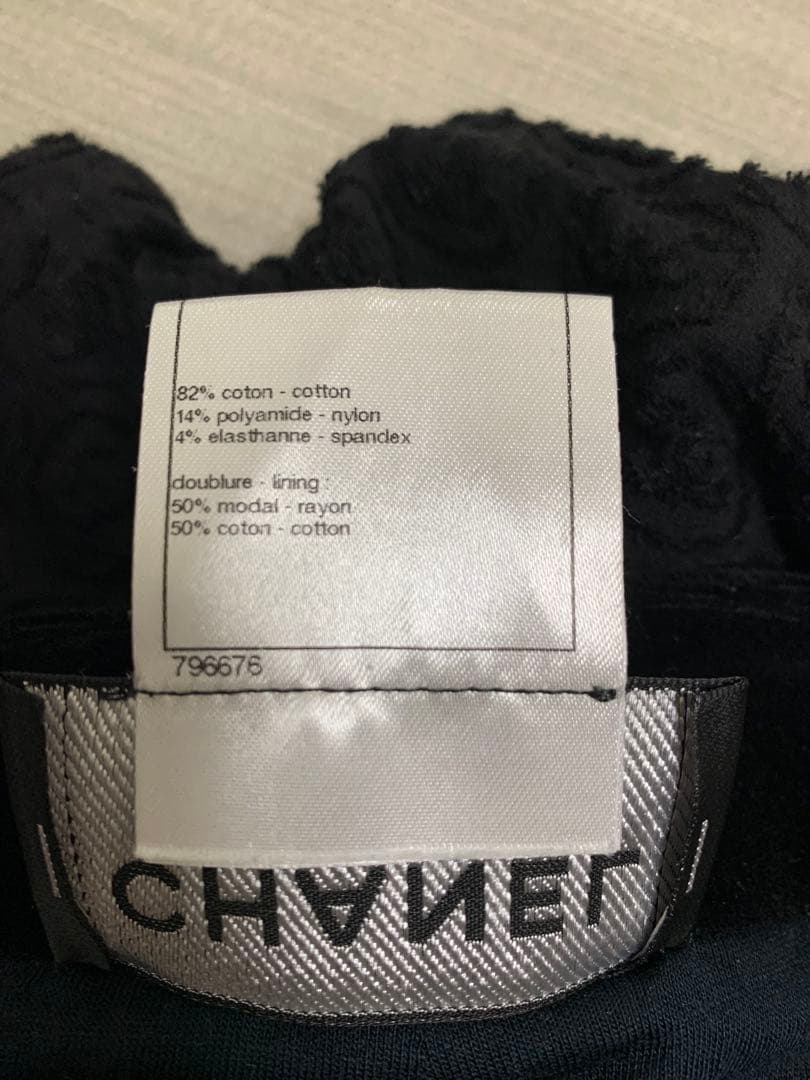 82% coton - cotton
14% polyamide - nylon
4% elasthanne - spandex
doublure - lining :
50% modal - rayon
50% coton - cotton
796676
CHANEL